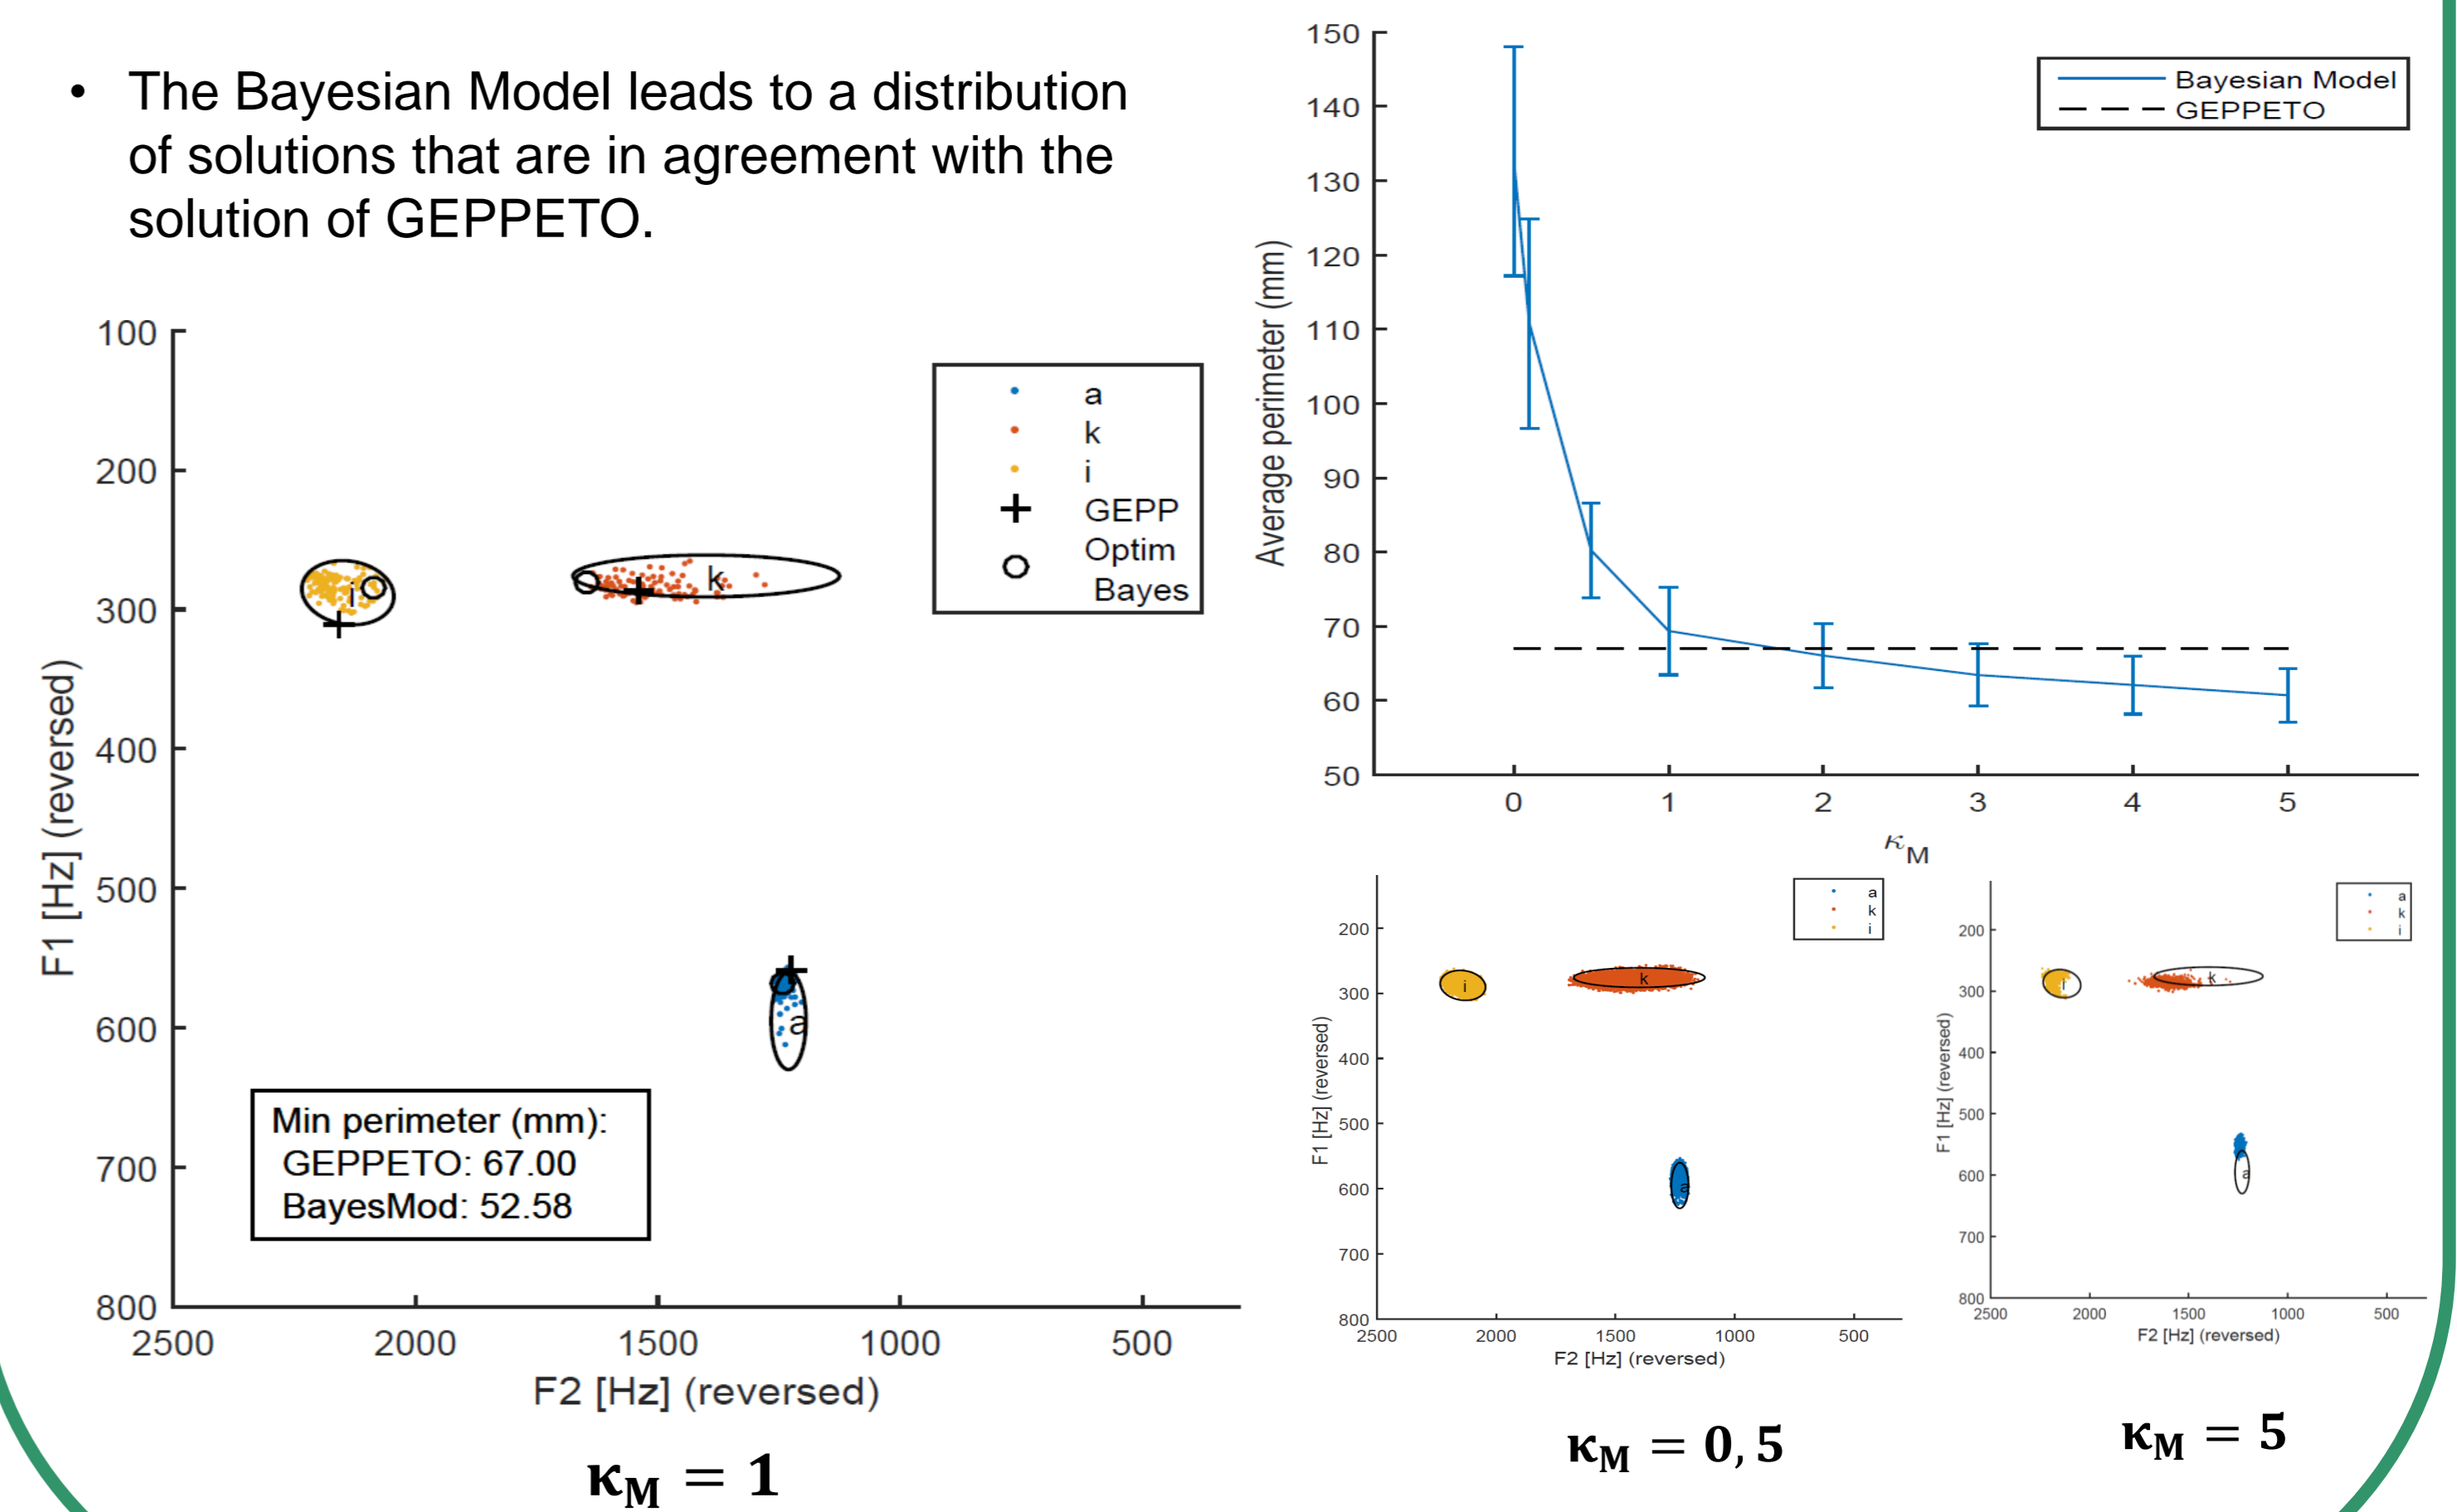 • The Bayesian Model leads to a distribution
of solutions that are in agreement with the
solution of GEPPETO.
100
200
300
400
500
600
700
800
2500 2000 1500 1000 500
F1 [Hz] (reversed)
F2 [Hz] (reversed)
a
k
i
GEPP
Optim
Bayes
i
k
a
Min perimeter (mm):
GEPPETO: 67.00
BayesMod: 52.58
κM = 1
150
140
130
120
110
100
90
80
70
60
50
0 1 2 3 4 5
Average perimeter (mm)
κM
Bayesian Model
GEPPETO
200
300
400
500
600
700
800
2500 2000 1500 1000 500
F1 [Hz] (reversed)
F2 [Hz] (reversed)
a
k
i
i
k
a
κM = 0,5
200
300
400
500
600
700
800
2500 2000 1500 1000 500
F1 [Hz] (reversed)
F2 [Hz] (reversed)
a
k
i
i
k
a
κM = 5